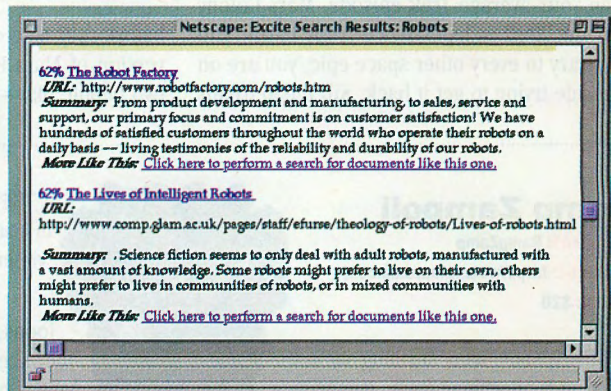 Netscape: Excite Search Results: Robots
62% The Robot Factory
URL: http://www.robotfactory.com/robots.htm
Summary: From product development and manufacturing, to sales, service and
support, our primary focus and commitment is on customer satisfaction! We have
hundreds of satisfied customers throughout the world who operate their robots on a
daily basis — living testimonies of the reliability and durability of our robots.
More Like This: Click here to perform a search for documents like this one.
62% The Lives of Intelligent Robots
URL:
http://www.comp.glam.ac.uk/pages/staff/efurse/theology-of-robots/Lives-of-robots.html
Summary: . Science fiction seems to only deal with adult robots, manufactured with
a vast amount of knowledge. Some robots might prefer to live on their own, others
might prefer to live in communities of robots, or in mixed communities with
humans.
More Like This: Click here to perform a search for documents like this one.